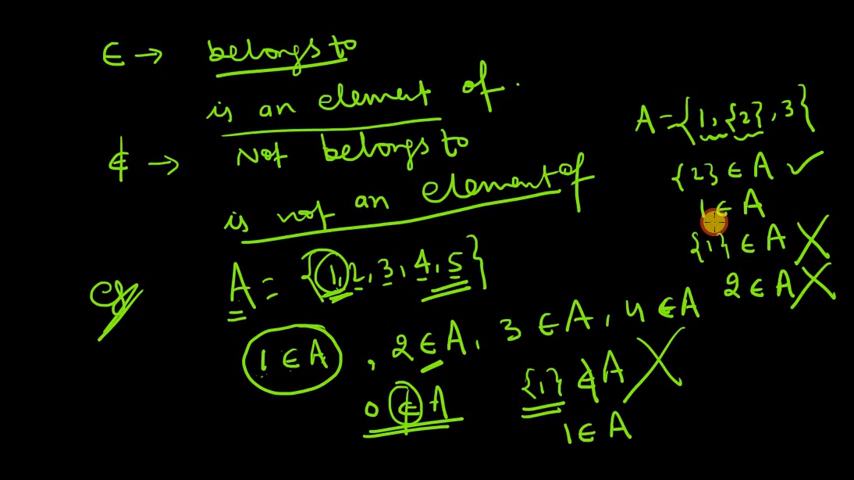 ∈ → belongs to
is an element of.
∉ → Not belongs to
is not an element of
eg A = {1, 2, 3, 4, 5}
1 ∈ A, 2 ∈ A, 3 ∈ A, 4 ∈ A
0 ∉ A {1} ∉ A X
1 ∈ A
A = {1, {2}, 3}
{2} ∈ A ✓
1 ∈ A
{1} ∈ A X
2 ∈ A X